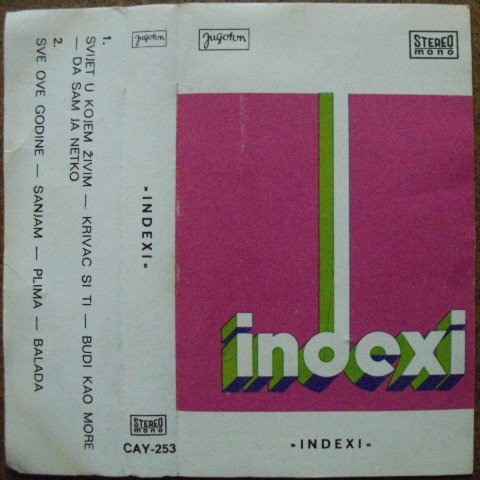 1.
SVIJET U KOJEM ŽIVIM — KRIVAC SI TI — BUDI KAO MORE
— DA SAM JA NETKO
2.
SVE OVE GODINE — SANJAM — PLIMA — BALADA
Jugoton
»INDEXI«
STEREO
mono
CAY-253
Jugoton
STEREO
mono
indexi
»INDEXI«